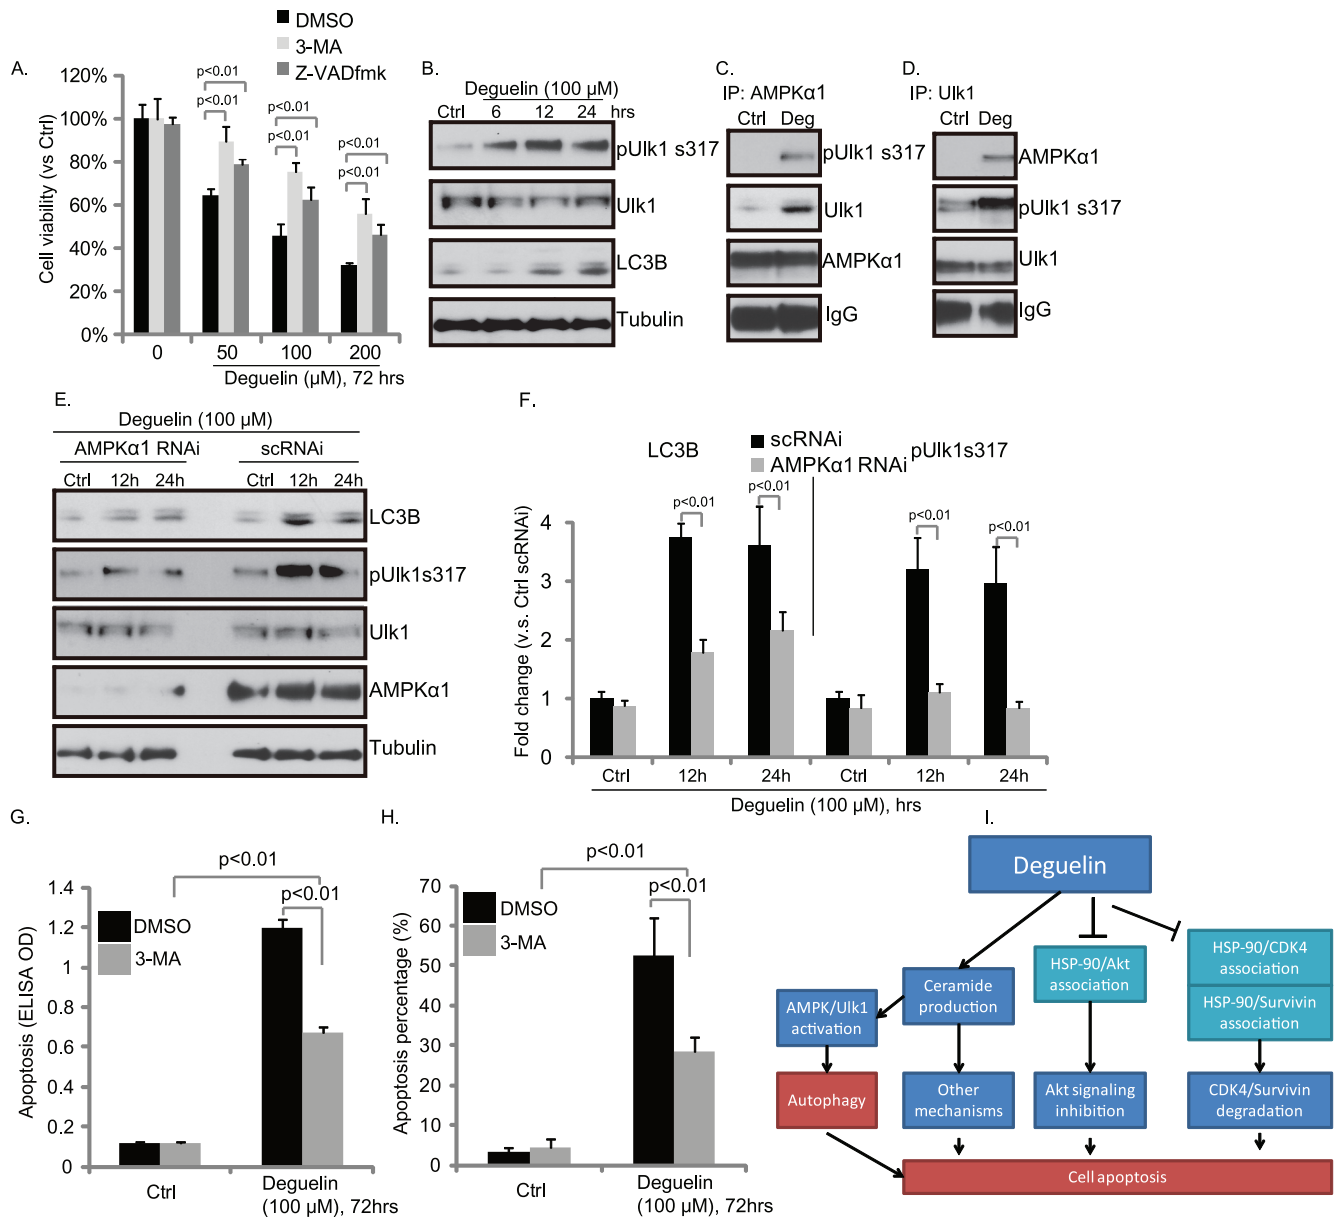 A.
DMSO
3-MA
Z-VADfmk
Cell viability (vs Ctrl)
120%
100%
80%
60%
40%
20%
0%
p<0.01
p<0.01
p<0.01
p<0.01
p<0.01
p<0.01
0 50 100 200
Deguelin (µM), 72 hrs
B.
Deguelin (100 µM)
Ctrl 6 12 24 hrs
pUlk1 s317
Ulk1
LC3B
Tubulin
C.
IP: AMPKα1
Ctrl Deg
pUlk1 s317
Ulk1
AMPKα1
IgG
D.
IP: Ulk1
Ctrl Deg
AMPKα1
pUlk1 s317
Ulk1
IgG
E.
Deguelin (100 µM)
AMPKα1 RNAi scRNAi
Ctrl 12h 24h Ctrl 12h 24h
LC3B
pUlk1s317
Ulk1
AMPKα1
Tubulin
F.
LC3B
scRNAi
AMPKα1 RNAi
pUlk1s317
Fold change (v.s. Ctrl scRNAi)
4
3
2
1
0
p<0.01
p<0.01
p<0.01
p<0.01
Ctrl 12h 24h Ctrl 12h 24h
Deguelin (100 µM), hrs
G.
Apoptosis (ELISA OD)
1.4
1.2
1
0.8
0.6
0.4
0.2
0
DMSO
3-MA
p<0.01
p<0.01
Ctrl
Deguelin
(100 µM), 72hrs
H.
Apoptosis percentage (%)
70
60
50
40
30
20
10
0
DMSO
3-MA
p<0.01
p<0.01
Ctrl
Deguelin
(100 µM), 72hrs
I.
Deguelin
HSP-90/CDK4
association
HSP-90/Akt
association
Ceramide
production
AMPK/Ulk1
activation
HSP-90/Survivin
association
Autophagy
Other
mechanisms
Akt signaling
inhibition
CDK4/Survivin
degradation
Cell apoptosis